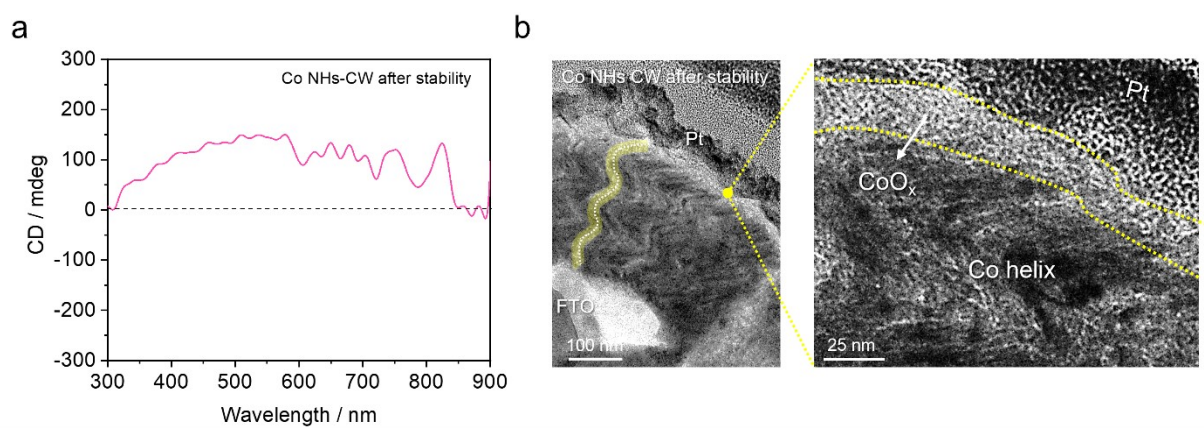 a
b
300
200
100
0
-100
-200
-300
CD / mdeg
Co NHs-CW after stability
300 400 500 600 700 800 900
Wavelength / nm
Co NHs-CW after stability
Pt
FTO
100 nm
Pt
CoOx
Co helix
25 nm